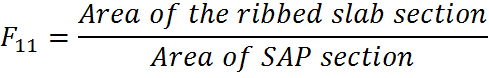 F₁₁ = Area of the ribbed slab section / Area of SAP section